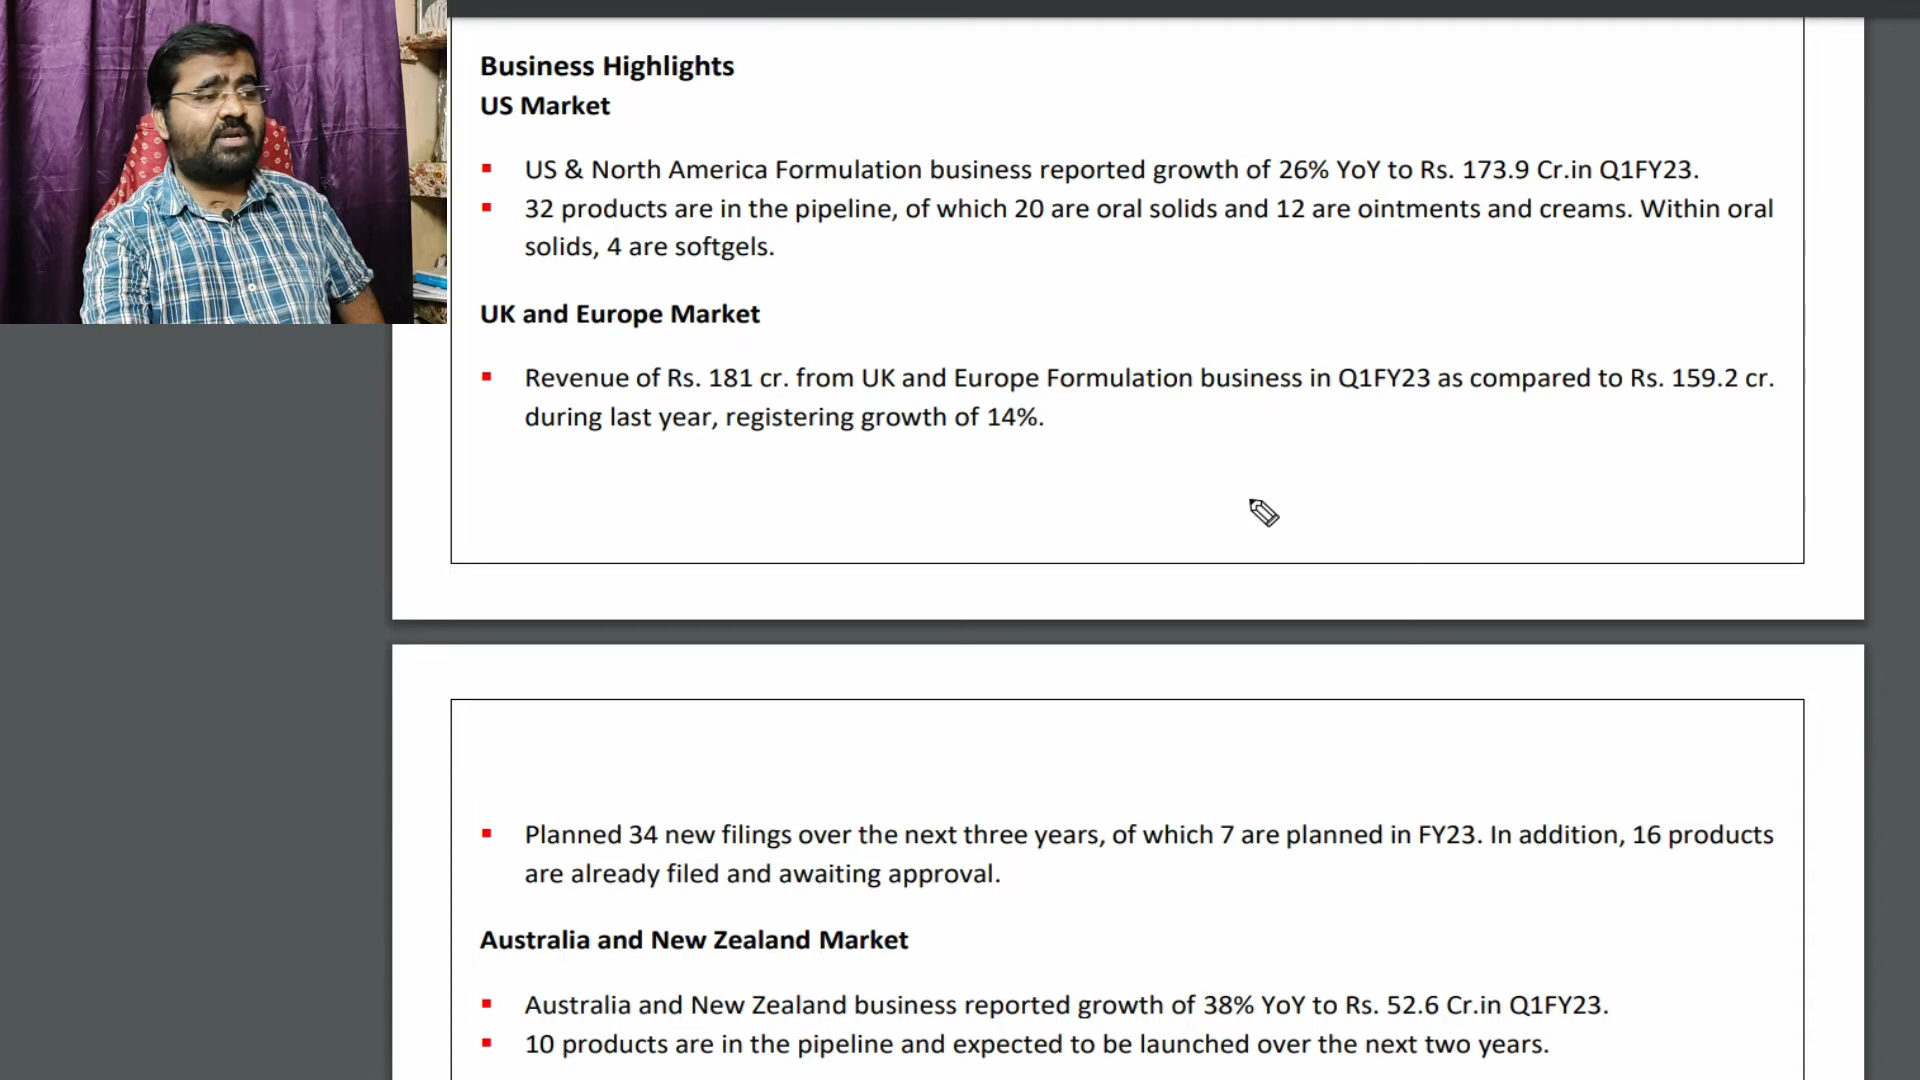 Business Highlights
US Market
US & North America Formulation business reported growth of 26% YoY to Rs. 173.9 Cr.in Q1FY23.
32 products are in the pipeline, of which 20 are oral solids and 12 are ointments and creams. Within oral
solids, 4 are softgels.
UK and Europe Market
Revenue of Rs. 181 cr. from UK and Europe Formulation business in Q1FY23 as compared to Rs. 159.2 cr.
during last year, registering growth of 14%.
Planned 34 new filings over the next three years, of which 7 are planned in FY23. In addition, 16 products
are already filed and awaiting approval.
Australia and New Zealand Market
Australia and New Zealand business reported growth of 38% YoY to Rs. 52.6 Cr.in Q1FY23.
10 products are in the pipeline and expected to be launched over the next two years.